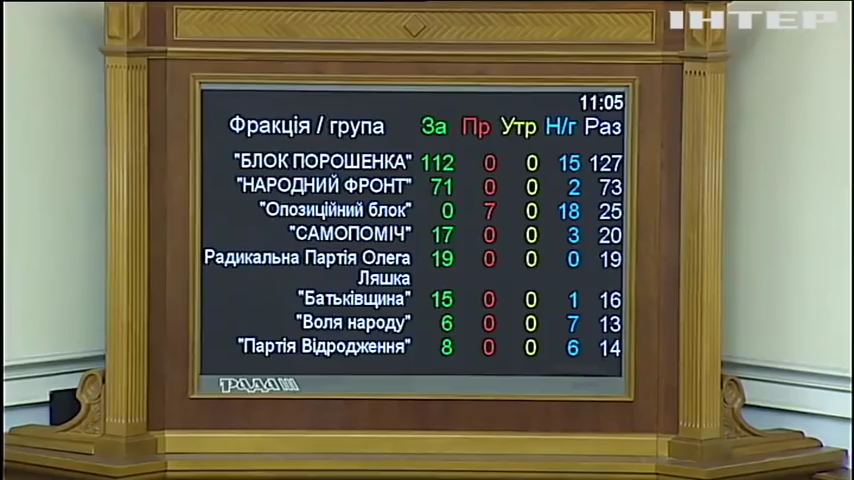 ІНТЕР
11:05
Фракція / група За Пр Утр Н/г Раз
"БЛОК ПОРОШЕНКА" 112 0 0 15 127
"НАРОДНИЙ ФРОНТ" 71 0 0 2 73
"Опозиційний блок" 0 7 0 18 25
"САМОПОМІЧ" 17 0 0 3 20
Радикальна Партія Олега 19 0 0 0 19
Ляшка
"Батьківщина" 15 0 0 1 16
"Воля народу" 6 0 0 7 13
"Партія Відродження" 8 0 0 6 14
РАДА III